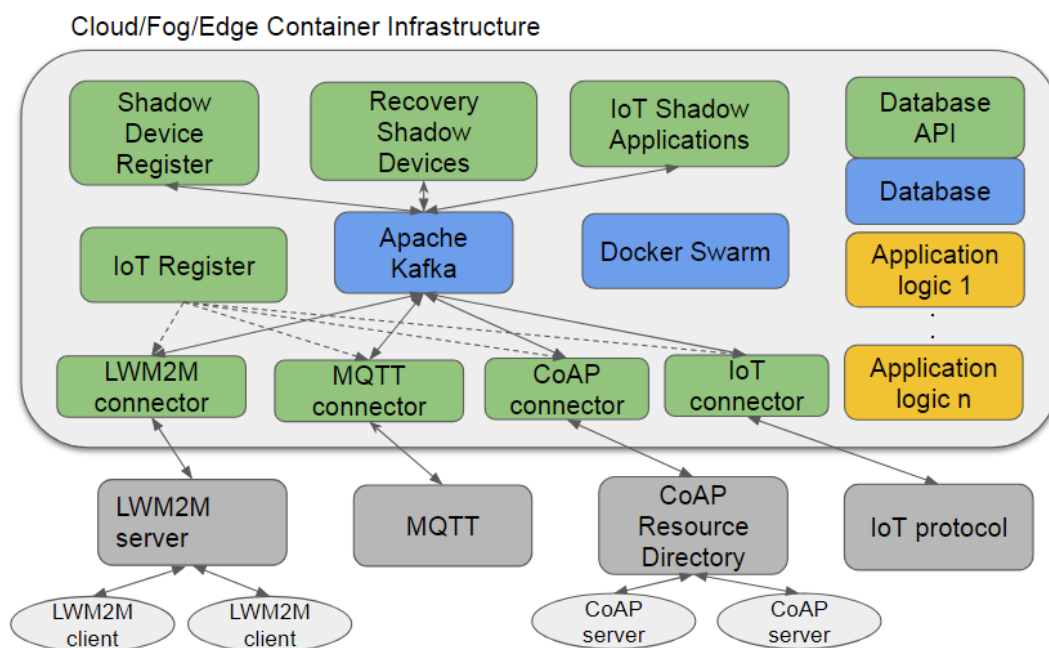 Cloud/Fog/Edge Container Infrastructure
Shadow
Device
Register
Recovery
Shadow
Devices
IoT Shadow
Applications
Database
API
Database
IoT Register
Apache
Kafka
Docker Swarm
Application
logic 1
.
.
.
Application
logic n
LWM2M
connector
MQTT
connector
CoAP
connector
IoT
connector
LWM2M
server
MQTT
CoAP
Resource
Directory
IoT protocol
LWM2M
client
LWM2M
client
CoAP
server
CoAP
server